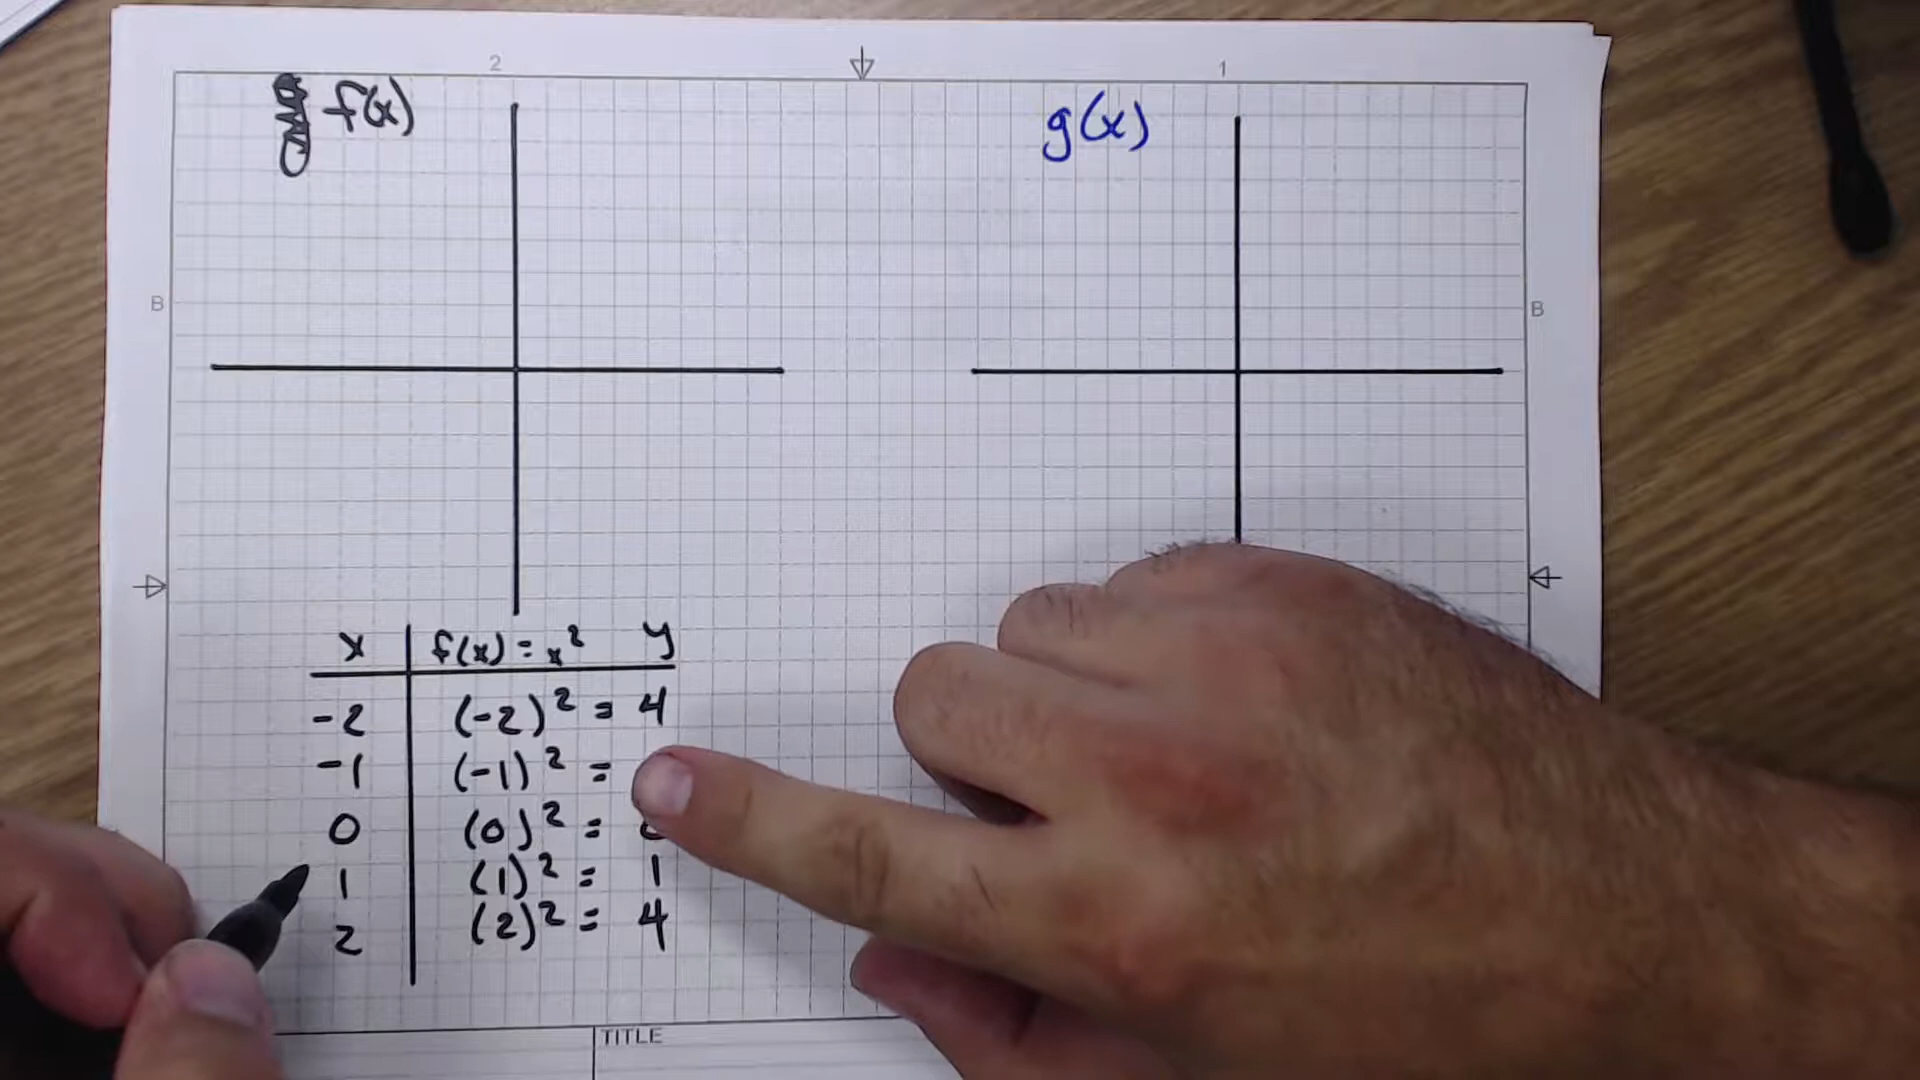 2 1
f(x) g(x)
B B
x f(x) = x² y
-2 (-2)² = 4
-1 (-1)² =
0 (0)² =
1 (1)² = 1
2 (2)² = 4
TITLE